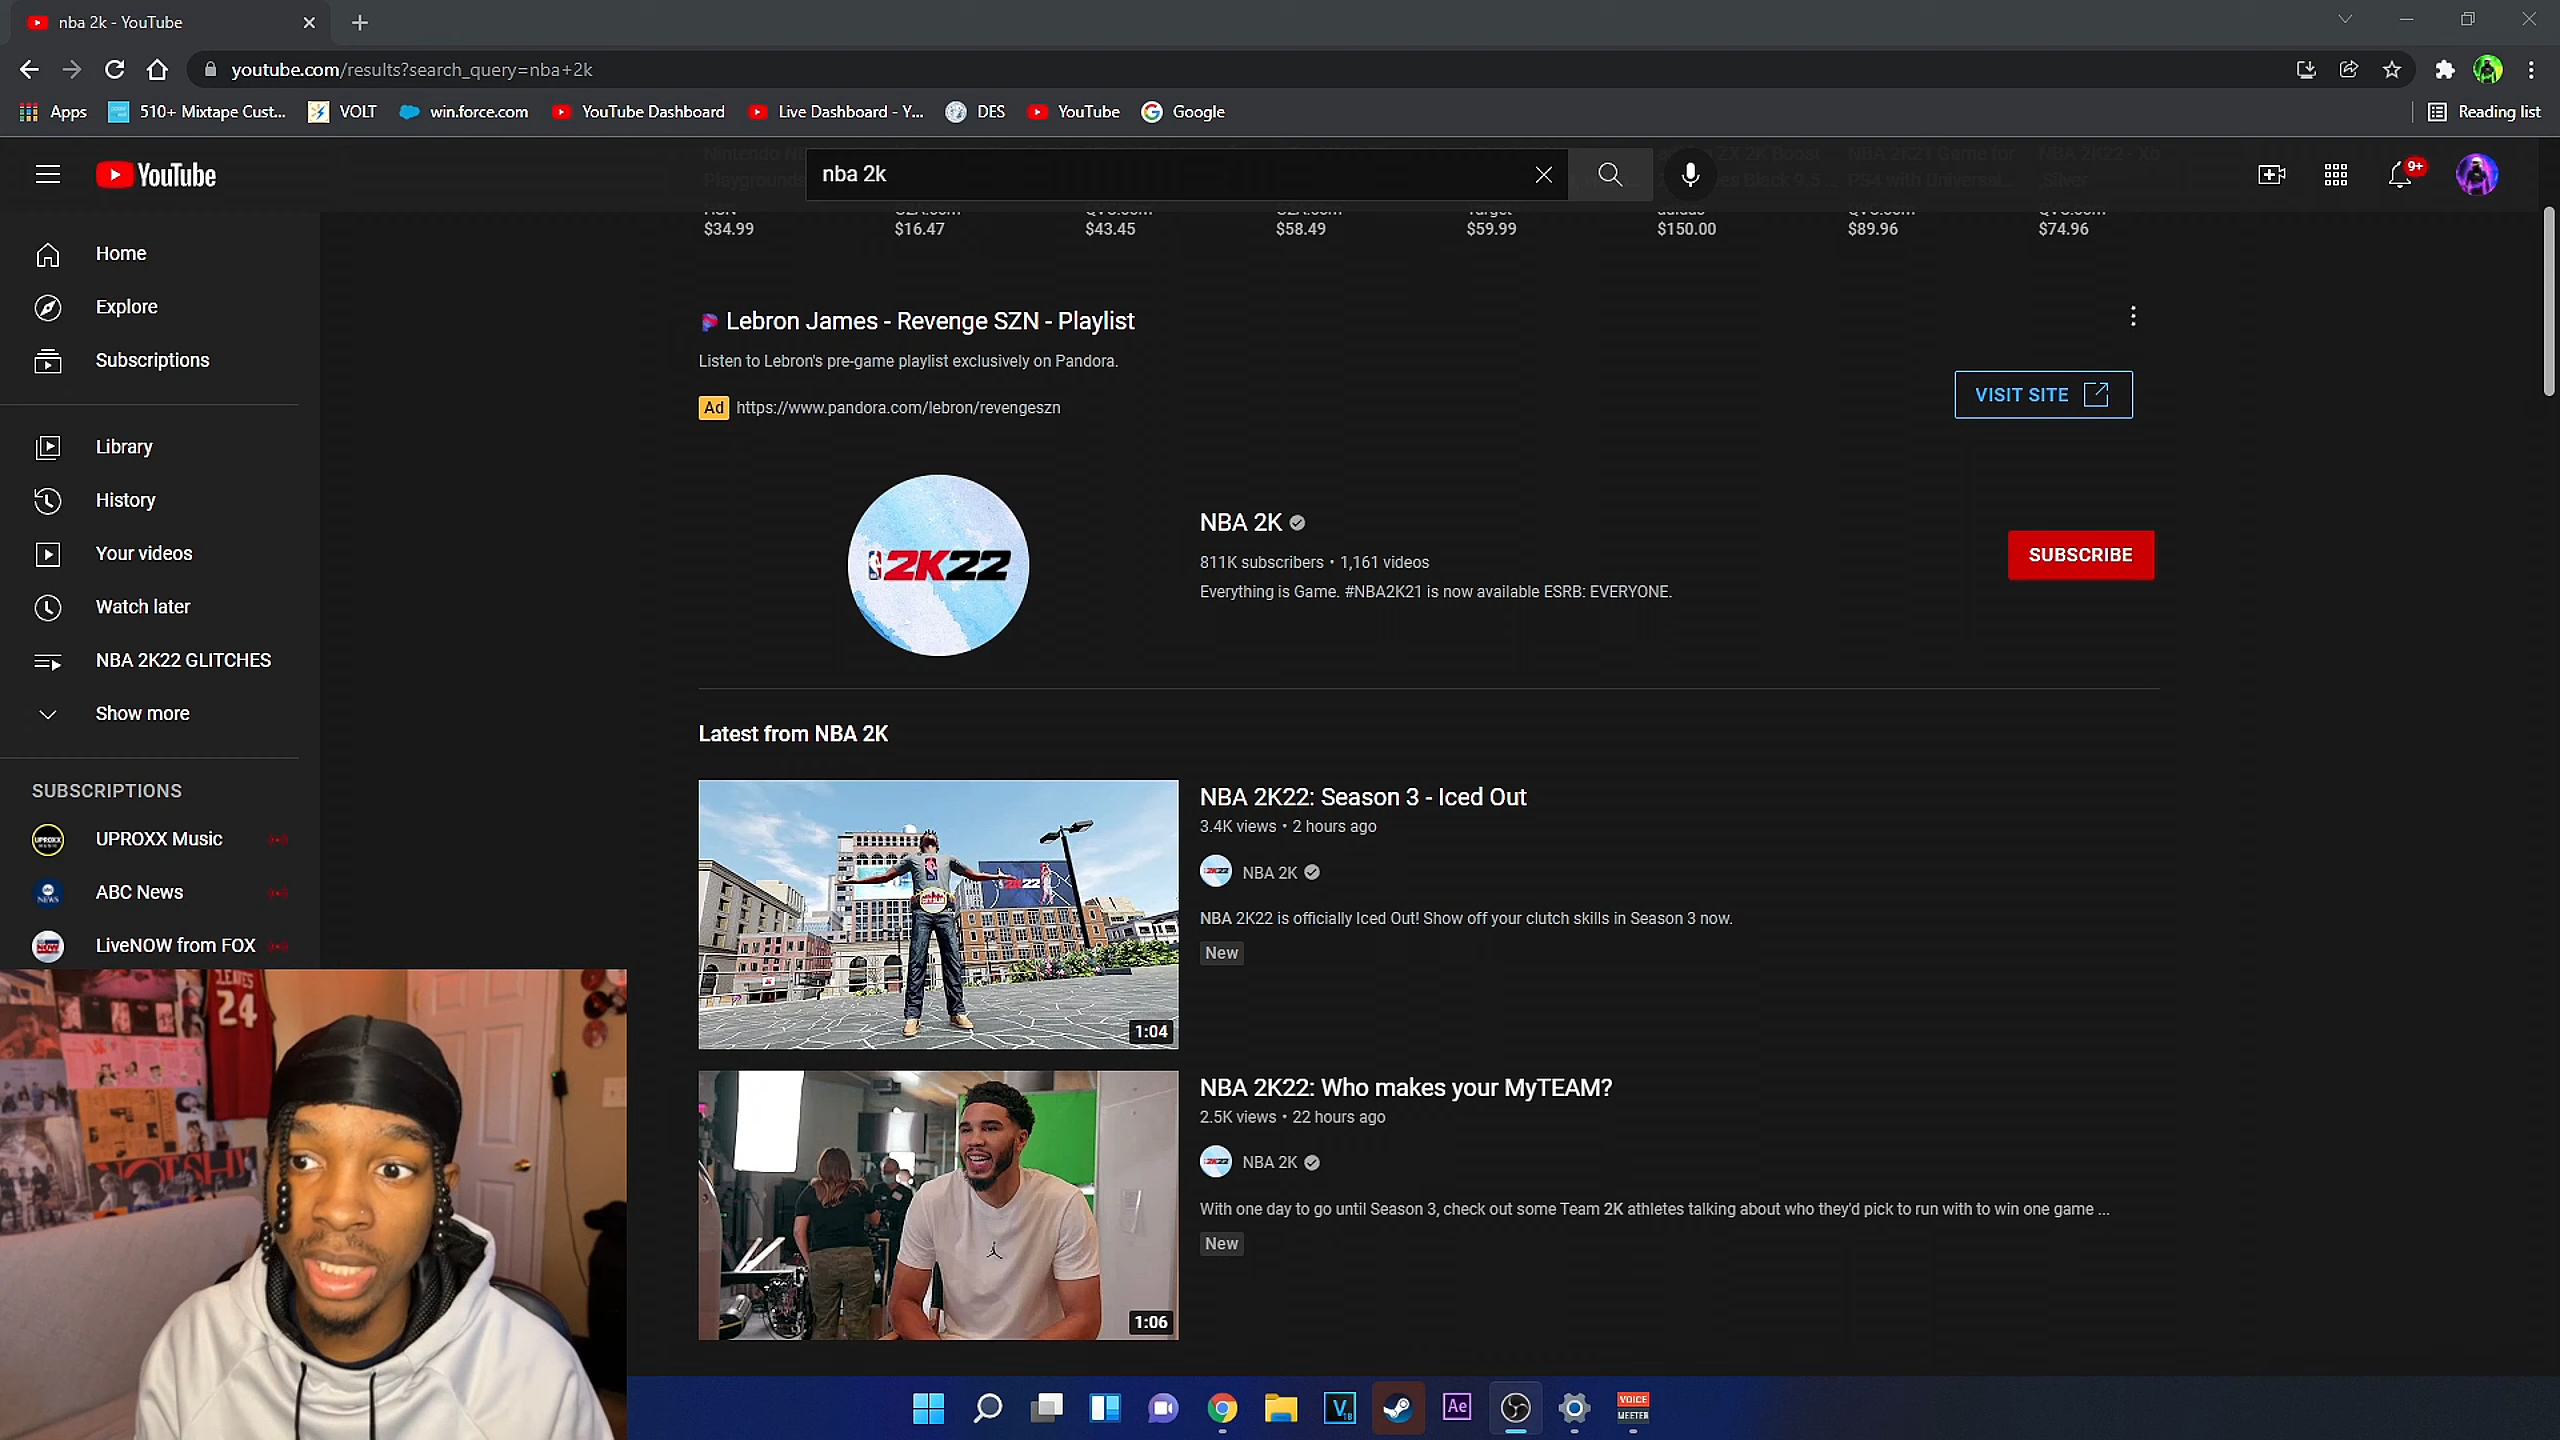 nba 2k - YouTube
youtube.com/results?search_query=nba+2k
Apps
510+ Mixtape Cust...
VOLT
win.force.com
YouTube Dashboard
Live Dashboard - Y...
DES
YouTube
Google
Reading list
YouTube
nba 2k
9+
$34.99
$16.47
$43.45
$58.49
$59.99
$150.00
$89.96
$74.96
Home
Explore
Subscriptions
Library
History
Your videos
Watch later
NBA 2K22 GLITCHES
Show more
SUBSCRIPTIONS
UPROXX Music
ABC News
LiveNOW from FOX
Lebron James - Revenge SZN - Playlist
Listen to Lebron's pre-game playlist exclusively on Pandora.
Ad https://www.pandora.com/lebron/revengeszn
VISIT SITE
2K22
NBA 2K
811K subscribers • 1,161 videos
Everything is Game. #NBA2K21 is now available ESRB: EVERYONE.
SUBSCRIBE
Latest from NBA 2K
2K22
1:04
NBA 2K22: Season 3 - Iced Out
3.4K views • 2 hours ago
NBA 2K
NBA 2K22 is officially Iced Out! Show off your clutch skills in Season 3 now.
New
1:06
NBA 2K22: Who makes your MyTEAM?
2.5K views • 22 hours ago
NBA 2K
With one day to go until Season 3, check out some Team 2K athletes talking about who they'd pick to run with to win one game ...
New
24
Ae
VOICE
MEETER